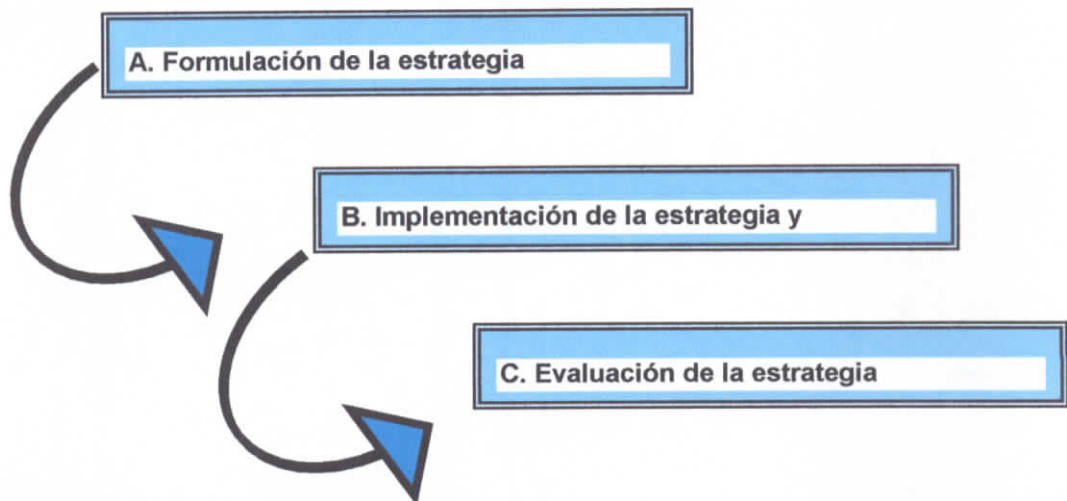 A. Formulación de la estrategia
B. Implementación de la estrategia y
C. Evaluación de la estrategia